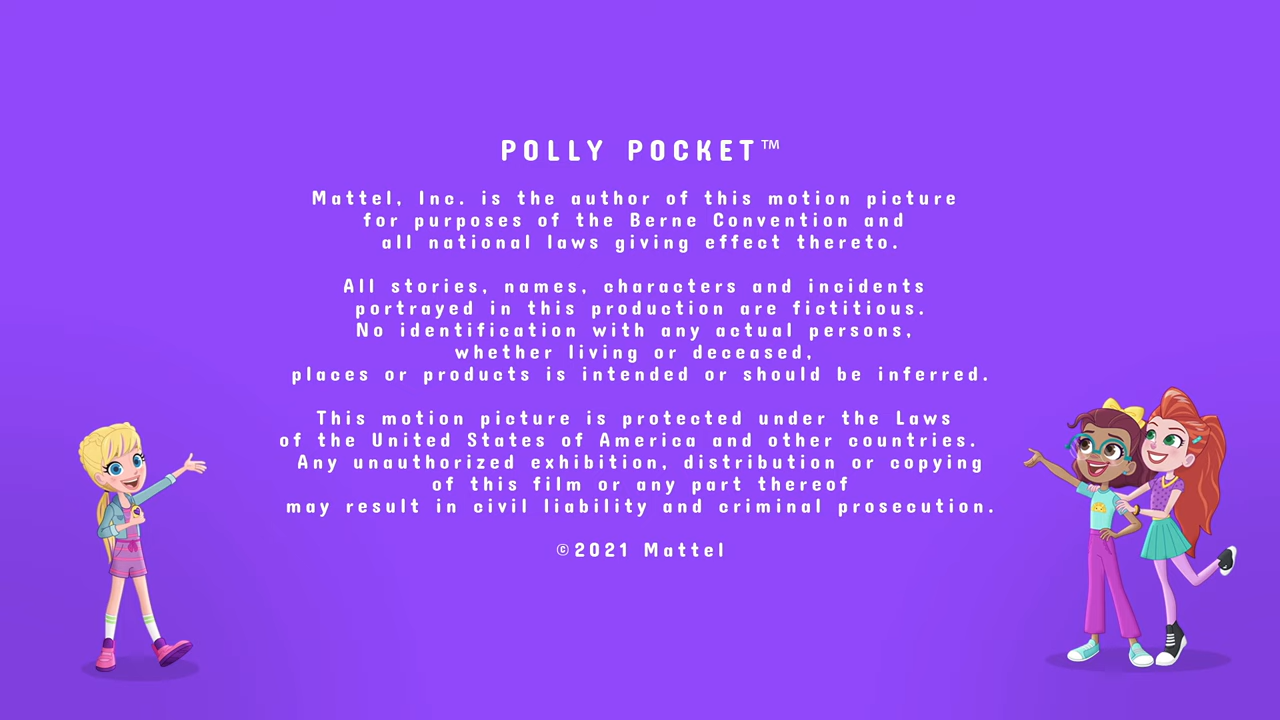 POLLY POCKET™
Mattel, Inc. is the author of this motion picture
for purposes of the Berne Convention and
all national laws giving effect thereto.
All stories, names, characters and incidents
portrayed in this production are fictitious.
No identification with any actual persons,
whether living or deceased,
places or products is intended or should be inferred.
This motion picture is protected under the Laws
of the United States of America and other countries.
Any unauthorized exhibition, distribution or copying
of this film or any part thereof
may result in civil liability and criminal prosecution.
©2021 Mattel